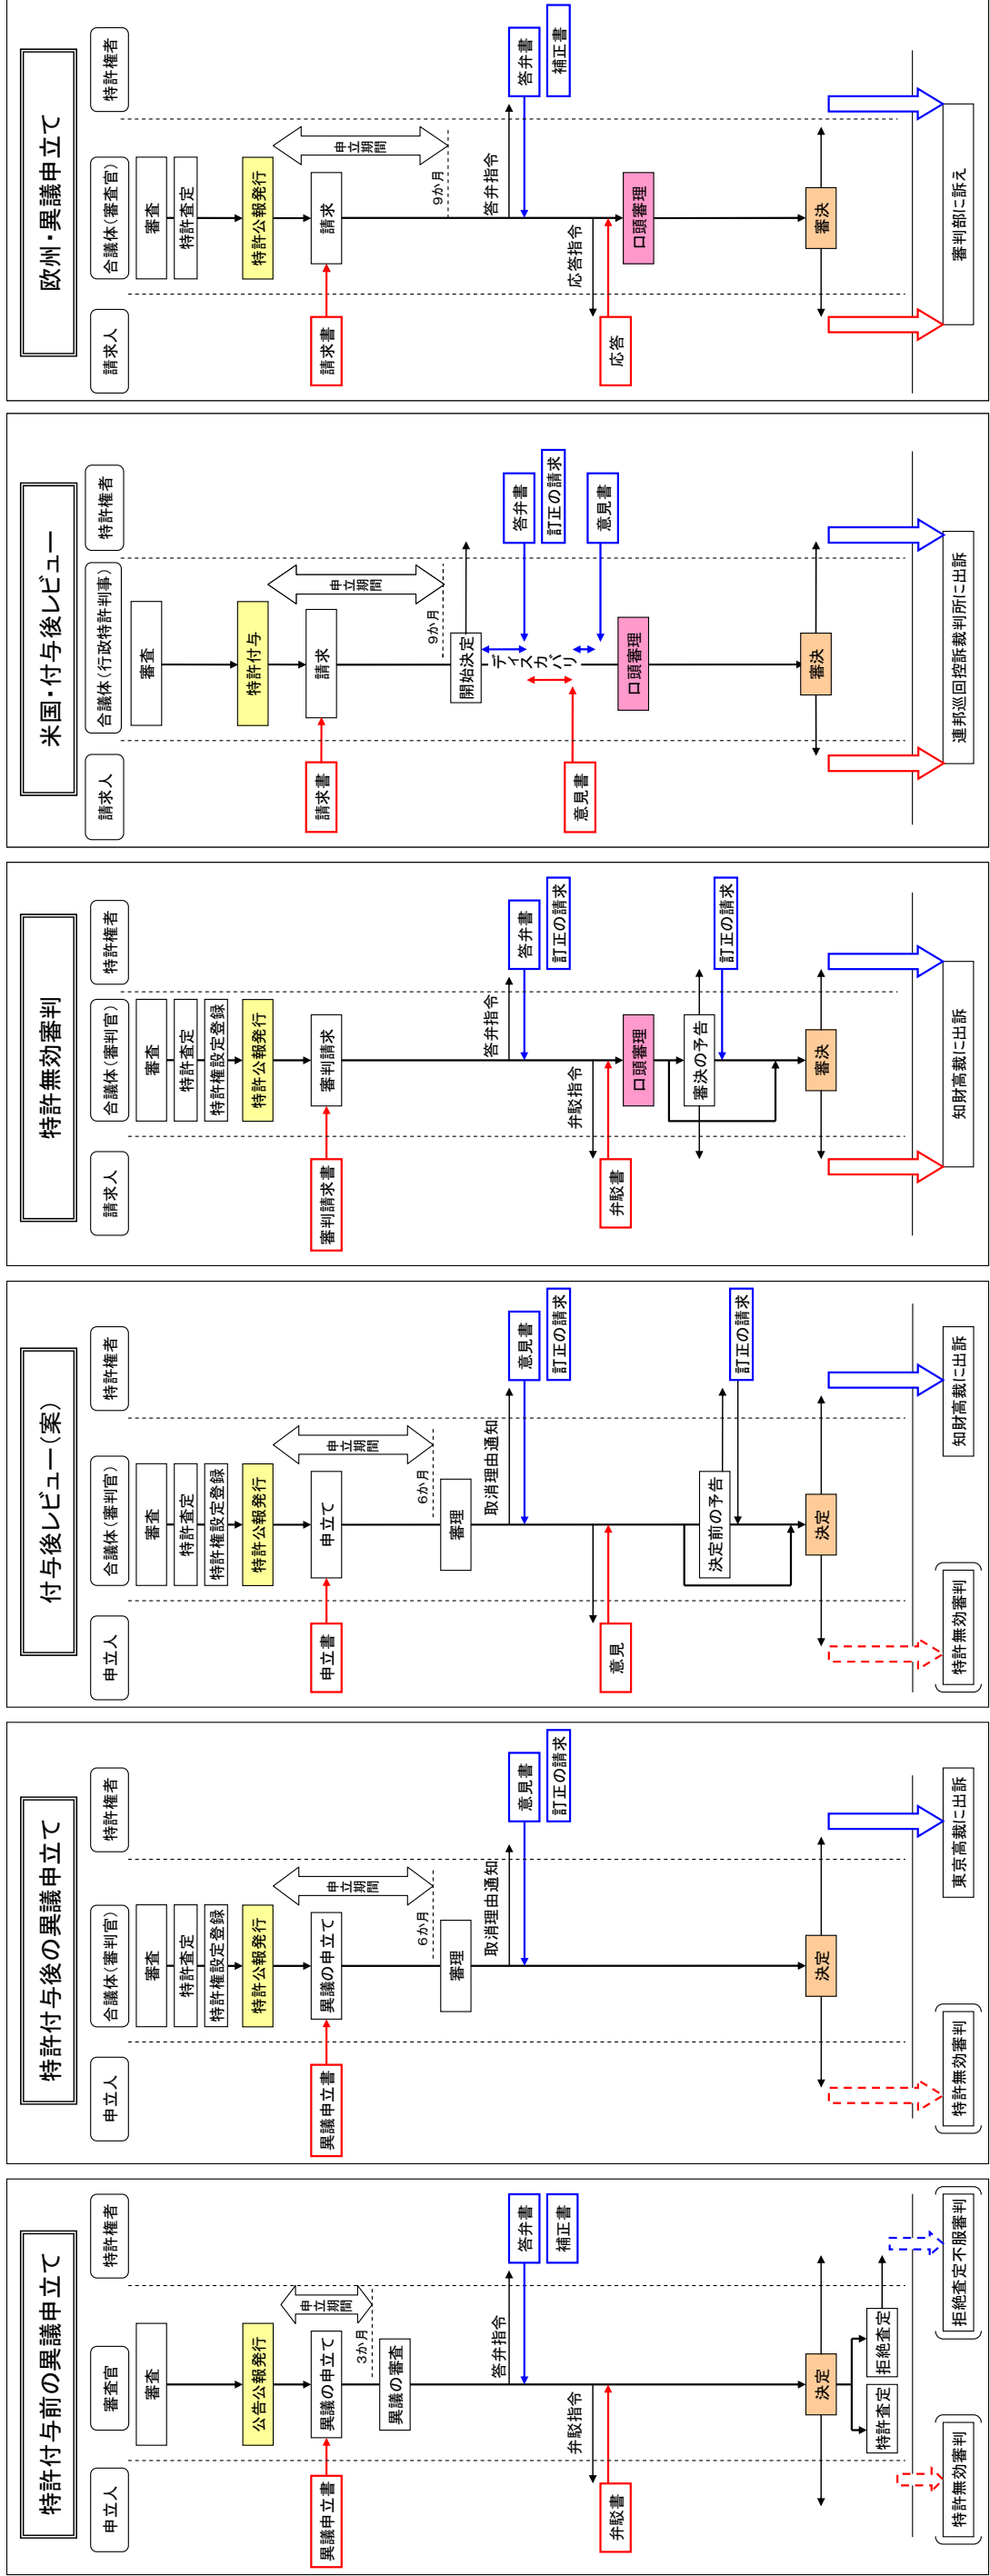 特許付与前の異議申立て
申立人
審査官
特許権者
審査
公告公報発行
異議申立書
異議の申立て
申立期間
3か月
異議の審査
答弁指令
答弁書
補正書
弁駁指令
弁駁書
決定
特許査定
拒絶査定
特許無効審判
拒絶査定不服審判
特許付与後の異議申立て
申立人
合議体(審判官)
特許権者
審査
特許査定
特許権設定登録
特許公報発行
異議申立書
異議の申立て
申立期間
6か月
審理
取消理由通知
意見書
訂正の請求
決定
特許無効審判
東京高裁に出訴
付与後レビュー(案)
申立人
合議体(審判官)
特許権者
審査
特許査定
特許権設定登録
特許公報発行
申立書
申立て
申立期間
6か月
審理
取消理由通知
意見書
訂正の請求
意見
決定前の予告
訂正の請求
決定
特許無効審判
知財高裁に出訴
特許無効審判
請求人
合議体(審判官)
特許権者
審査
特許査定
特許権設定登録
特許公報発行
審判請求書
審判請求
答弁指令
答弁書
訂正の請求
弁駁指令
弁駁書
口頭審理
審決の予告
訂正の請求
審決
知財高裁に出訴
米国・付与後レビュー
請求人
合議体(行政特許判事)
特許権者
審査
特許付与
請求書
請求
申立期間
9か月
開始決定
答弁書
訂正の請求
ディスカバリ
意見書
意見書
口頭審理
審決
連邦巡回控訴裁判所に出訴
欧州・異議申立て
請求人
合議体(審査官)
特許権者
審査
特許査定
特許公報発行
請求書
請求
申立期間
9か月
答弁指令
答弁書
補正書
応答指令
応答
口頭審理
審決
審判部に訴え